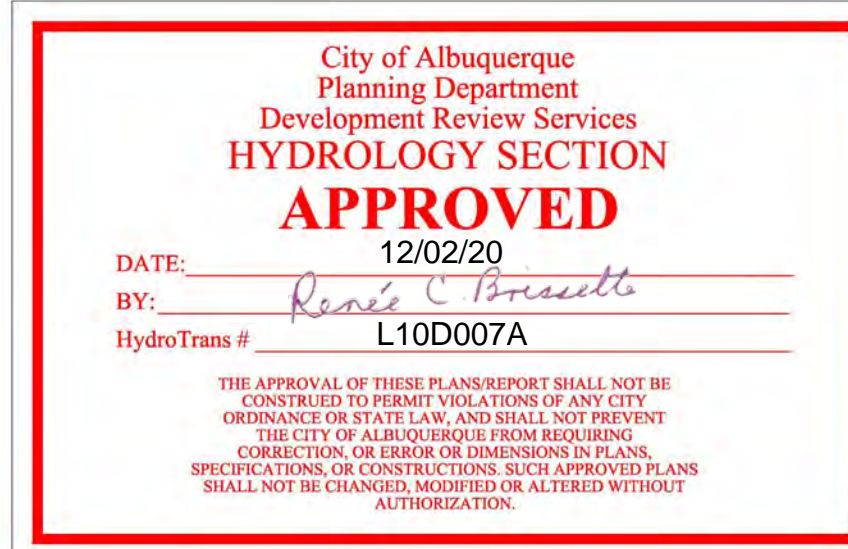 City of Albuquerque
Planning Department
Development Review Services
HYDROLOGY SECTION
APPROVED
DATE: 12/02/20
BY: Renée C. Brissette
HydroTrans # L10D007A
THE APPROVAL OF THESE PLANS/REPORT SHALL NOT BE
CONSTRUED TO PERMIT VIOLATIONS OF ANY CITY
ORDINANCE OR STATE LAW, AND SHALL NOT PREVENT
THE CITY OF ALBUQUERQUE FROM REQUIRING
CORRECTION, OR ERROR OR DIMENSIONS IN PLANS,
SPECIFICATIONS, OR CONSTRUCTIONS. SUCH APPROVED PLANS
SHALL NOT BE CHANGED, MODIFIED OR ALTERED WITHOUT
AUTHORIZATION.